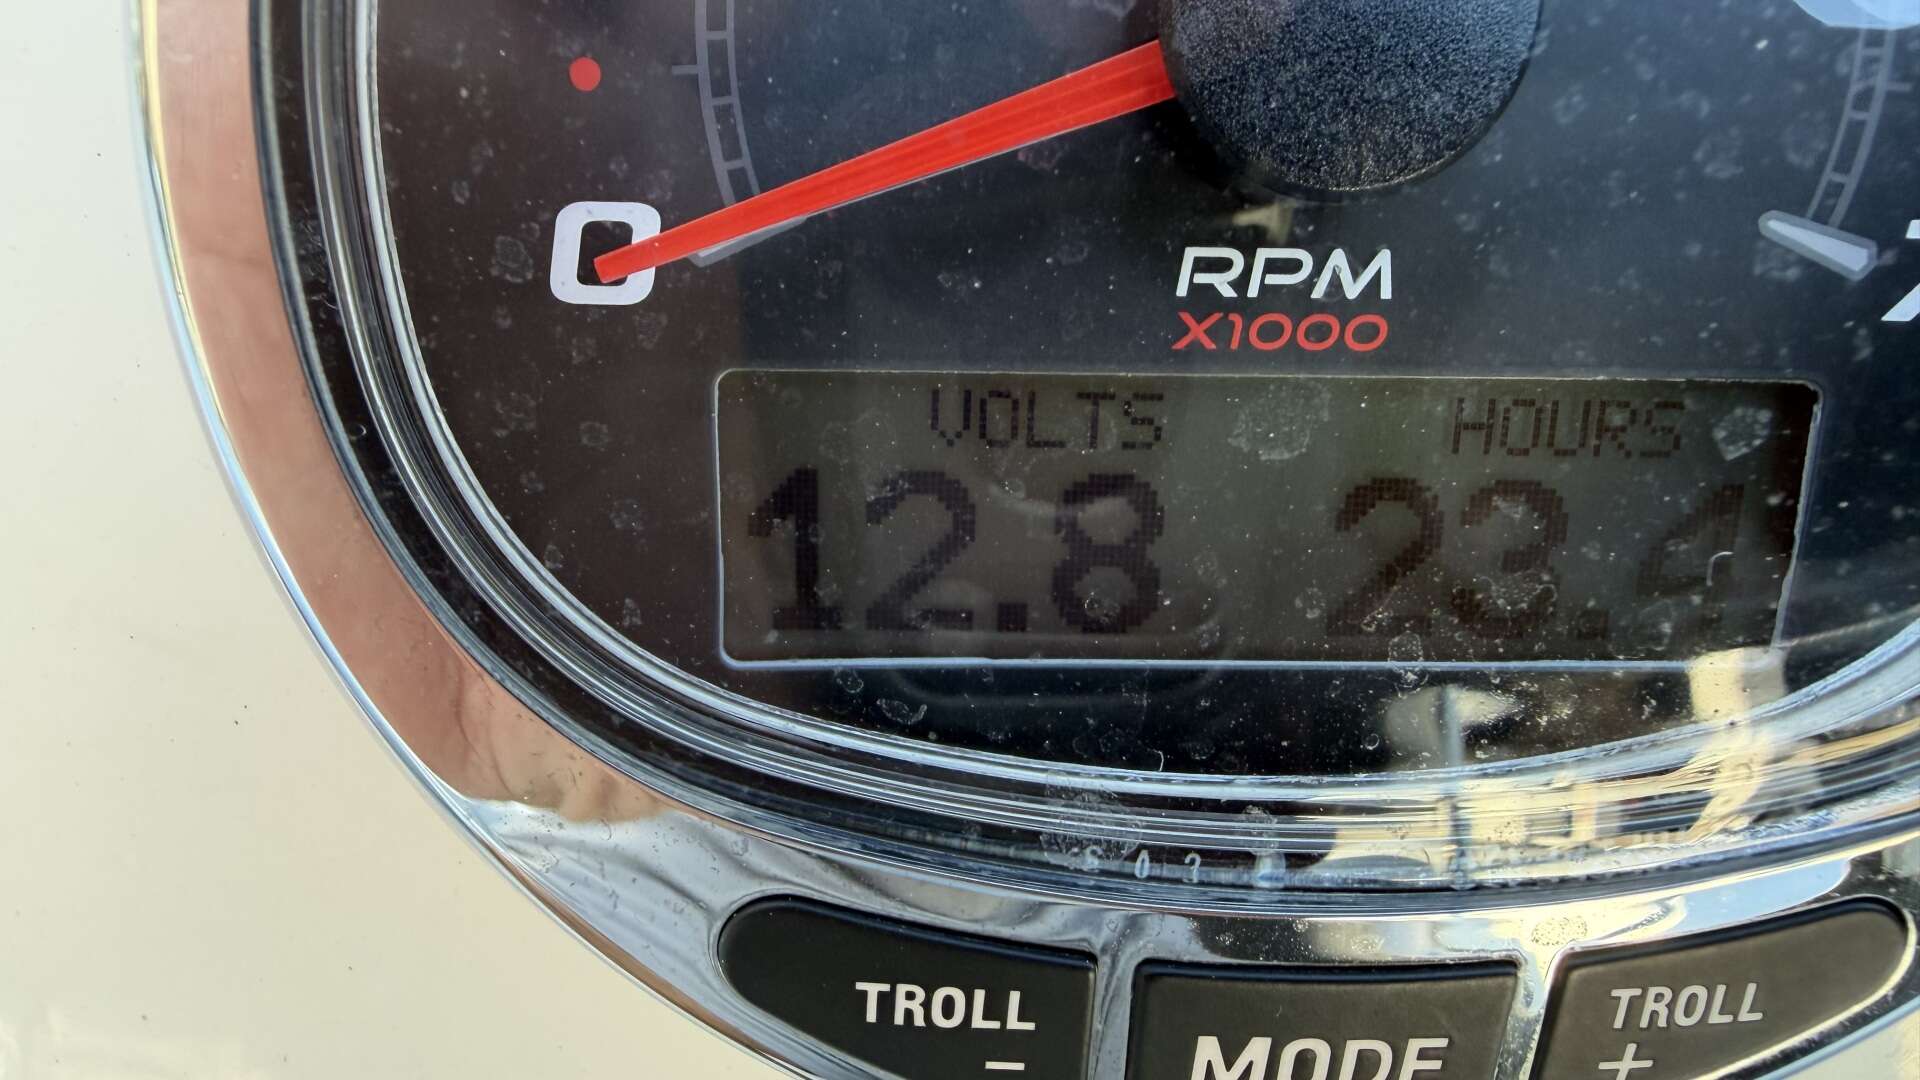 0
RPM
X1000
VOLTS HOURS
12.8 23.4
TROLL
-
MODE
TROLL
+